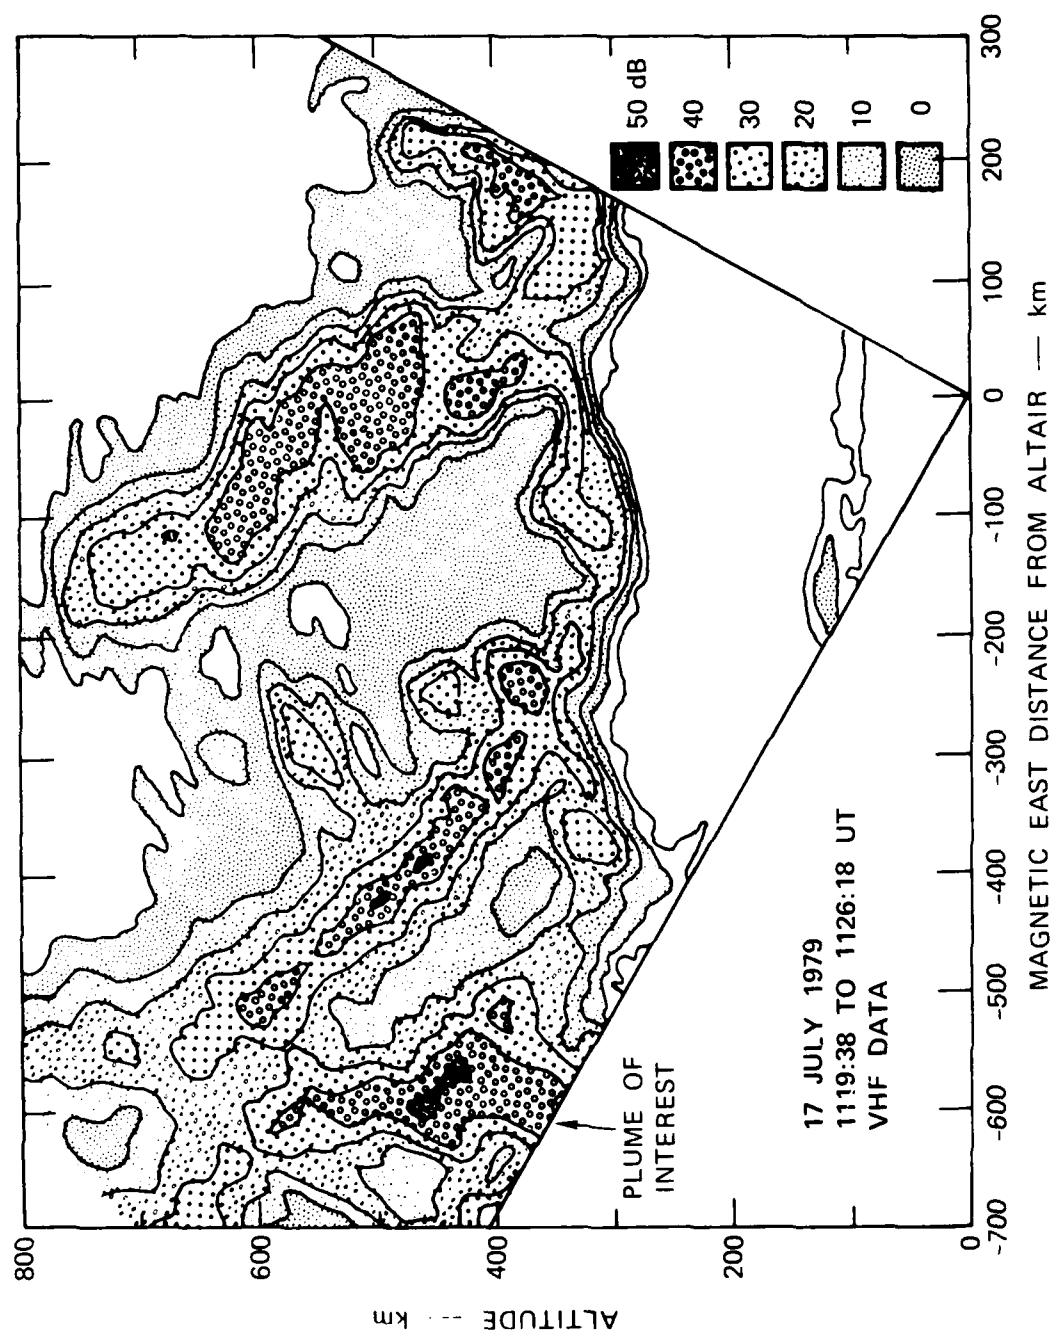 800
600
400
200
0
ALTITUDE -- km
-700
-600
-500
-400
-300
-200
-100
0
100
200
300
MAGNETIC EAST DISTANCE FROM ALTAIR — km
PLUME OF
INTEREST
17 JULY 1979
1119:38 TO 1126:18 UT
VHF DATA
50 dB
40
30
20
10
0